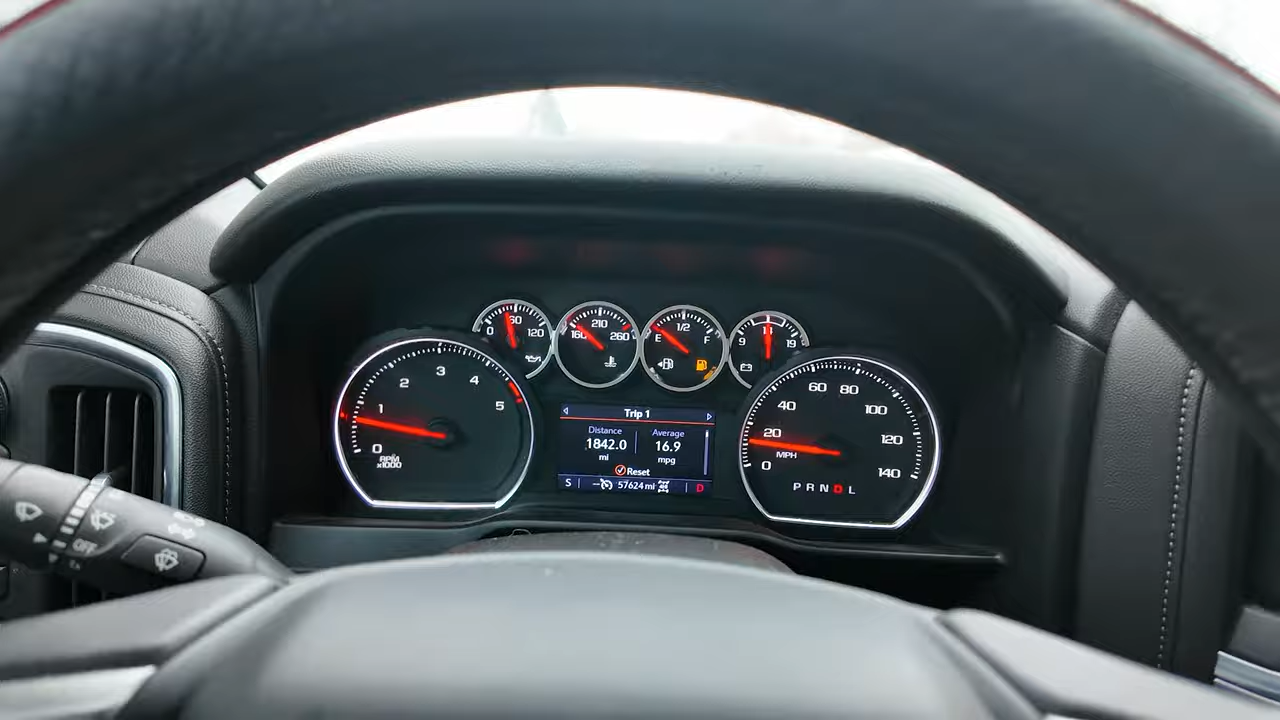 60
0 120
210
160 260
1/2
E F
13
9 19
3
2 4
1 5
0
RPM
x1000
Trip 1
Distance Average
1842.0 16.9
mi mpg
Reset
S 57624 mi D
60 80
40 100
20 120
MPH
0 140
P R N D L
OFF